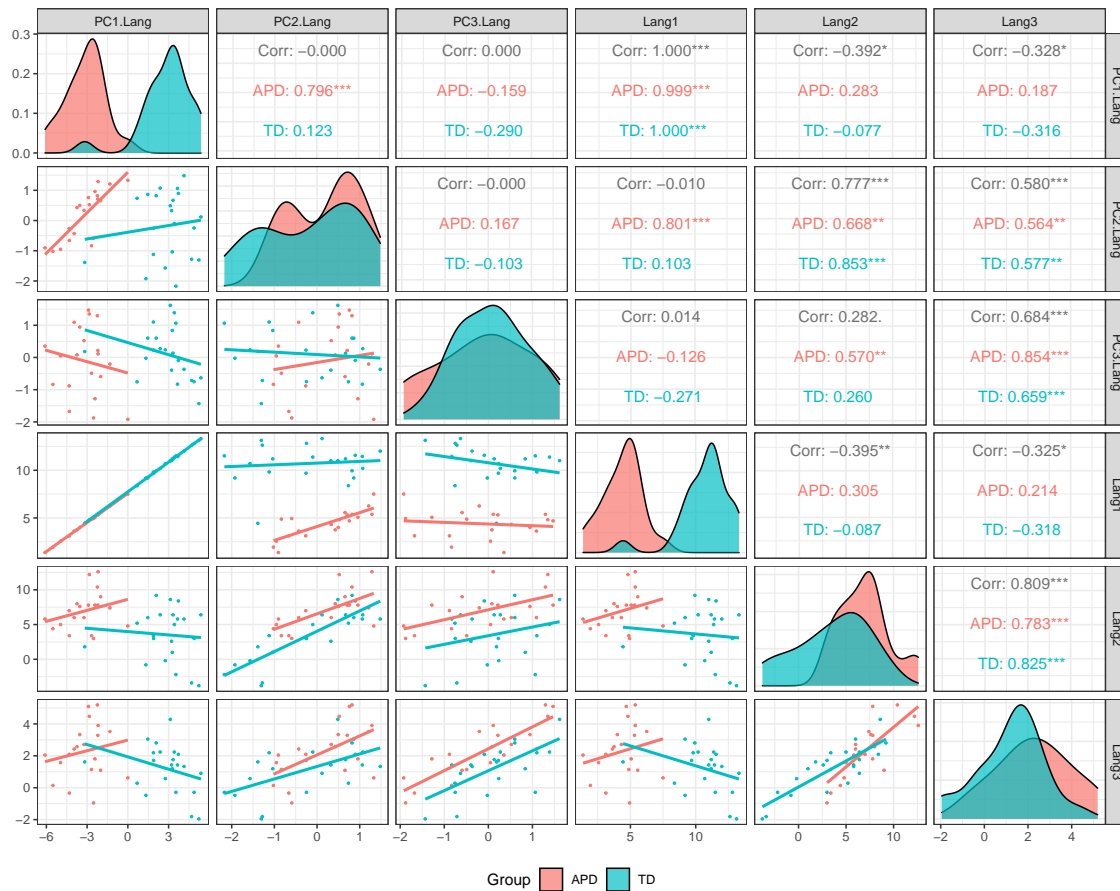 PC1.Lang PC2.Lang PC3.Lang Lang1 Lang2 Lang3
0.3
0.2
0.1
0.0
Corr: −0.000 Corr: 0.000 Corr: 1.000*** Corr: −0.392* Corr: −0.328*
APD: 0.796*** APD: −0.159 APD: 0.999*** APD: 0.283 APD: 0.187
TD: 0.123 TD: −0.290 TD: 1.000*** TD: −0.077 TD: −0.316
PC1.Lang
1
0
−1
−2
Corr: −0.000 Corr: −0.010 Corr: 0.777*** Corr: 0.580***
APD: 0.167 APD: 0.801*** APD: 0.668** APD: 0.564**
TD: −0.103 TD: 0.103 TD: 0.853*** TD: 0.577**
PC2.Lang
1
0
−1
−2
Corr: 0.014 Corr: 0.282. Corr: 0.684***
APD: −0.126 APD: 0.570** APD: 0.854***
TD: −0.271 TD: 0.260 TD: 0.659***
PC3.Lang
10
5
Corr: −0.395** Corr: −0.325*
APD: 0.305 APD: 0.214
TD: −0.087 TD: −0.318
Lang1
10
5
0
Corr: 0.809***
APD: 0.783***
TD: 0.825***
Lang2
4
2
0
−2
Lang3
−6 −3 0 3 −2 −1 0 1 −2 −1 0 1 5 10 0 5 10 −2 0 2 4
Group APD TD